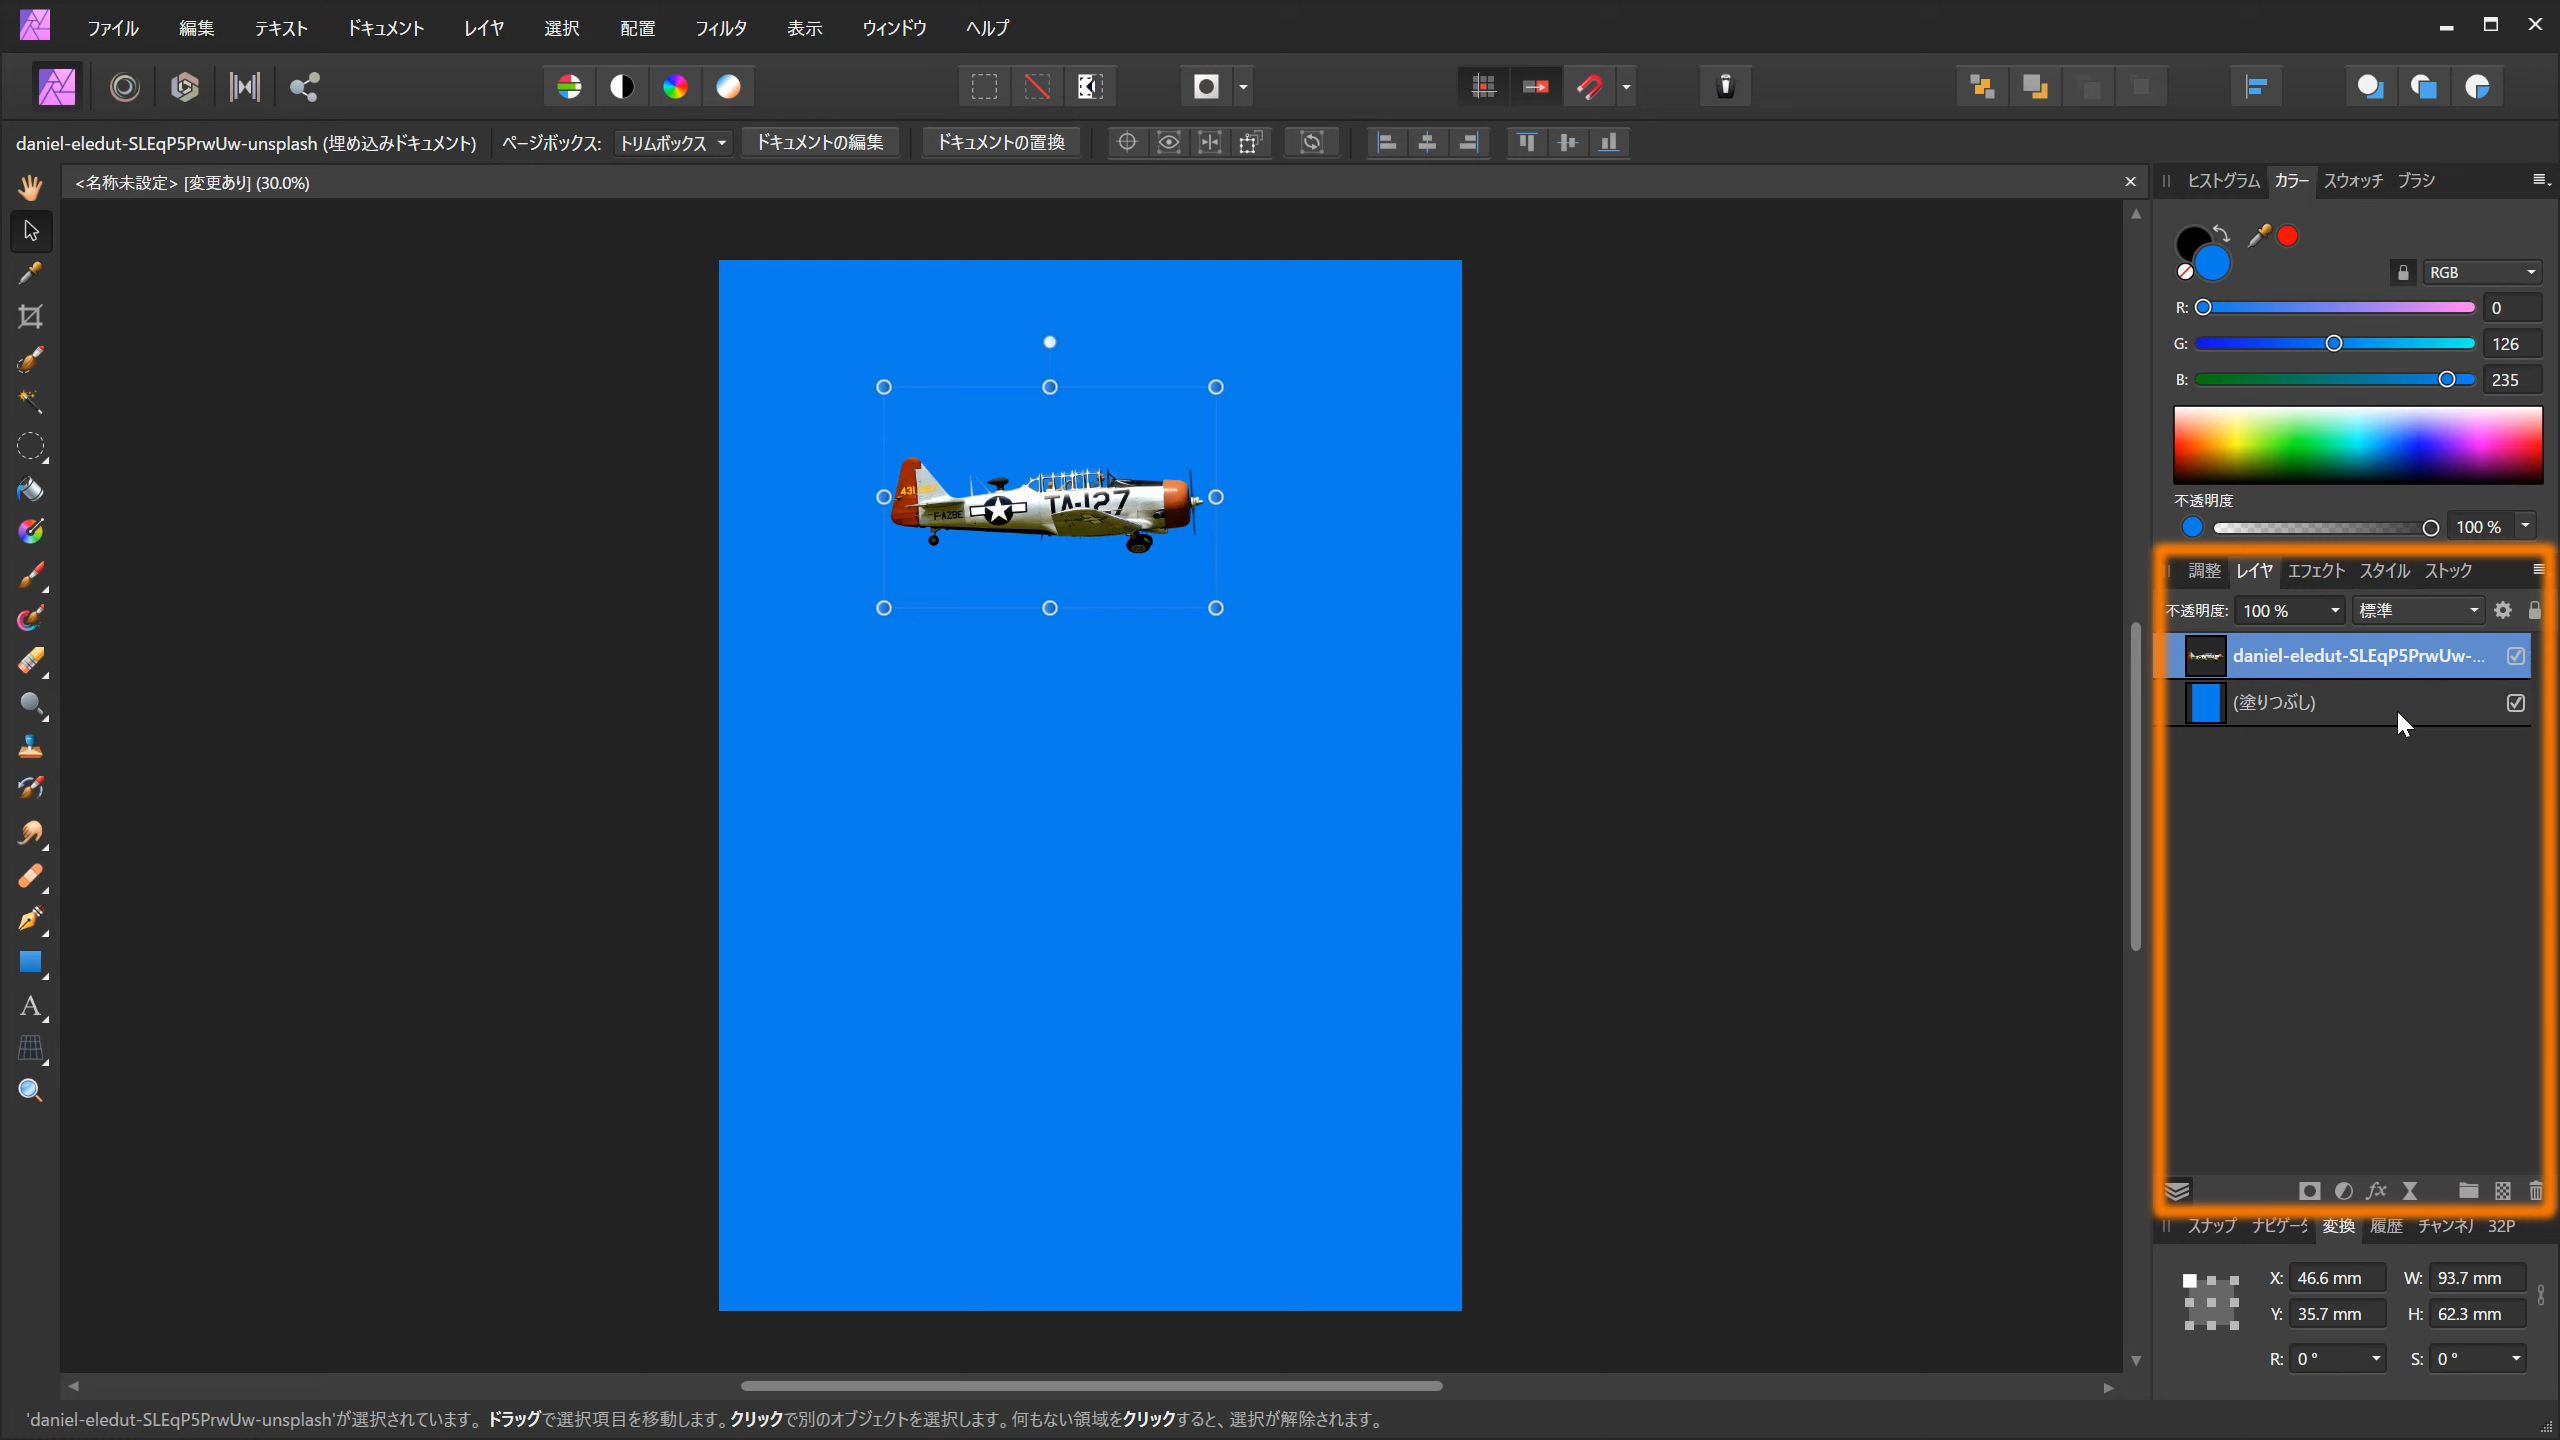 ファイル 編集 テキスト ドキュメント レイヤ 選択 配置 フィルタ 表示 ウィンドウ ヘルプ
daniel-eledut-SLEqP5PrwUw-unsplash (埋め込みドキュメント) ページボックス: トリムボックス ドキュメントの編集 ドキュメントの置換
<名称未設定> [変更あり] (30.0%)
ヒストグラム カラー スウォッチ ブラシ
RGB
R: 0
G: 126
B: 235
不透明度
100 %
調整 レイヤ エフェクト スタイル ストック
不透明度: 100 % 標準
daniel-eledut-SLEqP5PrwUw-...
(塗りつぶし)
TA-127
F-AZBE
fx
スナップ ナビゲータ 変換 履歴 チャンネル 32P
X: 46.6 mm W: 93.7 mm
Y: 35.7 mm H: 62.3 mm
R: 0 ° S: 0 °
'daniel-eledut-SLEqP5PrwUw-unsplash'が選択されています。 ドラッグで選択項目を移動します。クリックで別のオブジェクトを選択します。何もない領域をクリックすると、選択が解除されます。